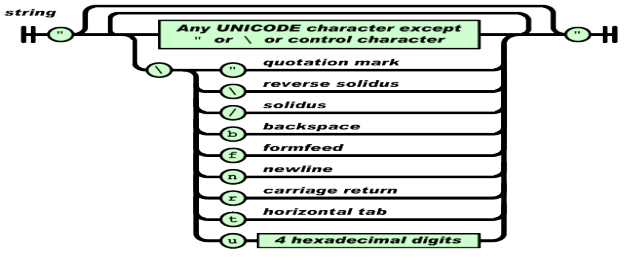 string
" Any UNICODE character except "
" or \ or control character
\ " quotation mark
\ reverse solidus
/ solidus
b backspace
f formfeed
n newline
r carriage return
t horizontal tab
u 4 hexadecimal digits